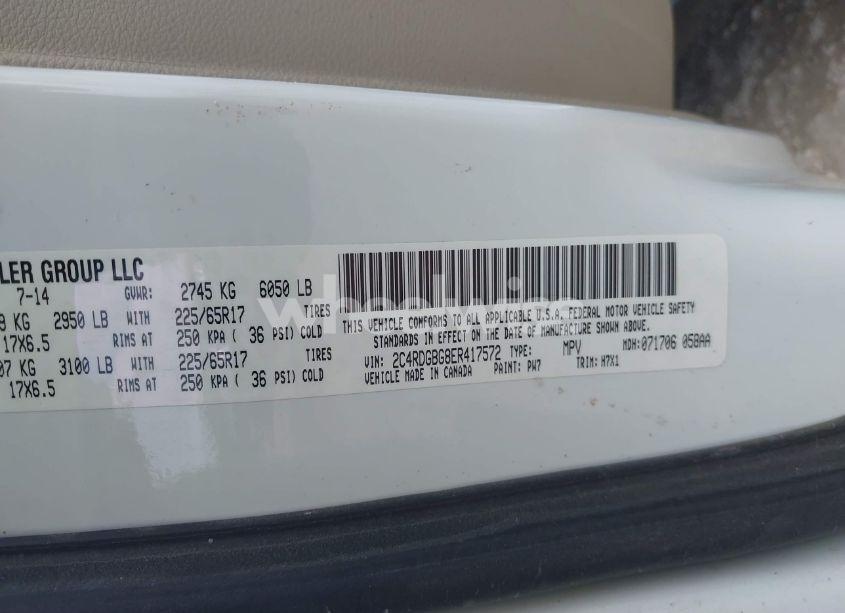 LER GROUP LLC
7-14 GVWR: 2745 KG 6050 LB
KG 2950 LB WITH 225/65R17 TIRES
17X6.5 RIMS AT 250 KPA ( 36 PSI) COLD
07 KG 3100 LB WITH 225/65R17 TIRES
17X6.5 RIMS AT 250 KPA ( 36 PSI) COLD
THIS VEHICLE CONFORMS TO ALL APPLICABLE U.S.A. FEDERAL MOTOR VEHICLE SAFETY
STANDARDS IN EFFECT ON THE DATE OF MANUFACTURE SHOWN ABOVE.
VIN: 2C4RDGBG8ER417572 TYPE: MPV MDH: 071706 058AA
VEHICLE MADE IN CANADA PAINT: PW7 TRIM: H7X1
wheelwire